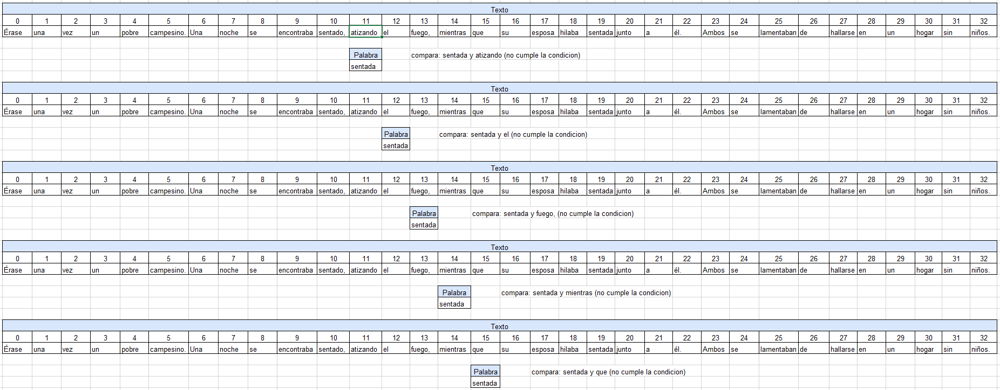 Texto
0 1 2 3 4 5 6 7 8 9 10 11 12 13 14 15 16 17 18 19 20 21 22 23 24 25 26 27 28 29 30 31 32
Érase una vez un pobre campesino. Una noche se encontraba sentado, atizando el fuego, mientras que su esposa hilaba sentada junto a él. Ambos se lamentaban de hallarse en un hogar sin niños.
Palabra compara: sentada y atizando (no cumple la condicion)
sentada
Texto
0 1 2 3 4 5 6 7 8 9 10 11 12 13 14 15 16 17 18 19 20 21 22 23 24 25 26 27 28 29 30 31 32
Érase una vez un pobre campesino. Una noche se encontraba sentado, atizando el fuego, mientras que su esposa hilaba sentada junto a él. Ambos se lamentaban de hallarse en un hogar sin niños.
Palabra compara: sentada y el (no cumple la condicion)
sentada
Texto
0 1 2 3 4 5 6 7 8 9 10 11 12 13 14 15 16 17 18 19 20 21 22 23 24 25 26 27 28 29 30 31 32
Érase una vez un pobre campesino. Una noche se encontraba sentado, atizando el fuego, mientras que su esposa hilaba sentada junto a él. Ambos se lamentaban de hallarse en un hogar sin niños.
Palabra compara: sentada y fuego, (no cumple la condicion)
sentada
Texto
0 1 2 3 4 5 6 7 8 9 10 11 12 13 14 15 16 17 18 19 20 21 22 23 24 25 26 27 28 29 30 31 32
Érase una vez un pobre campesino. Una noche se encontraba sentado, atizando el fuego, mientras que su esposa hilaba sentada junto a él. Ambos se lamentaban de hallarse en un hogar sin niños.
Palabra compara: sentada y mientras (no cumple la condicion)
sentada
Texto
0 1 2 3 4 5 6 7 8 9 10 11 12 13 14 15 16 17 18 19 20 21 22 23 24 25 26 27 28 29 30 31 32
Érase una vez un pobre campesino. Una noche se encontraba sentado, atizando el fuego, mientras que su esposa hilaba sentada junto a él. Ambos se lamentaban de hallarse en un hogar sin niños.
Palabra compara: sentada y que (no cumple la condicion)
sentada